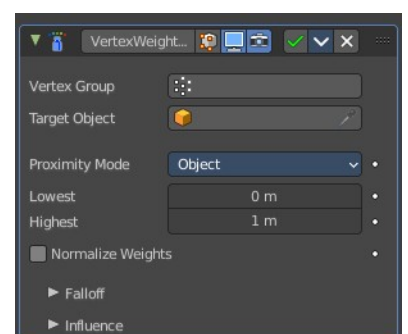 VertexWeight...
Vertex Group
Target Object
Proximity Mode Object
Lowest 0 m
Highest 1 m
Normalize Weights
Falloff
Influence